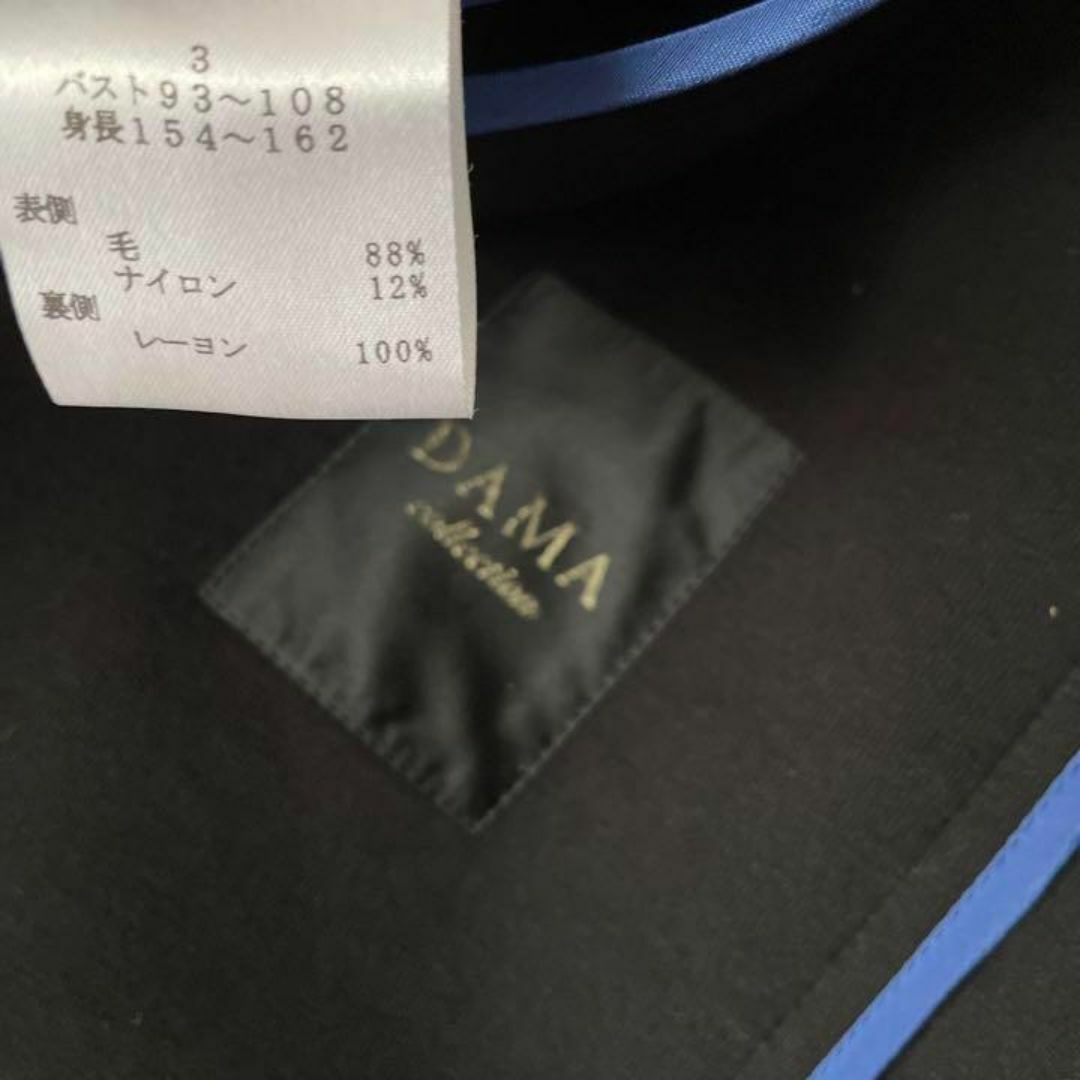 3
バスト93～108
身長154～162
表側
毛 88%
ナイロン 12%
裏側
レーヨン 100%
DAMA
collection